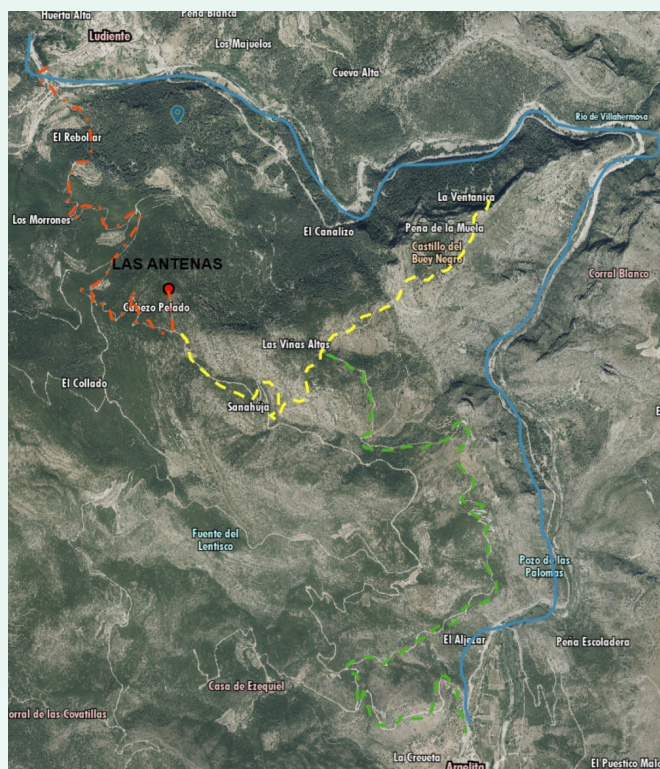 Huerta Alta
Peña Blanca
Ludiente
Los Majuelos
Cueva Alta
Río de Villahermosa
El Rebollar
La Ventanica
Los Morrones
El Canalizo
Pena de la Muela
Castillo del
Buey Negro
LAS ANTENAS
Corral Blanco
Cabezo Pelado
Las Viñas Altas
El Collado
Sanahuja
Fuente del
Lentisco
Pozo de las
Palomas
El Aljezar
Peña Escoladera
Casa de Ezequiel
orral de las Covatillas
La Creueta
Argelita
El Puestico Malo